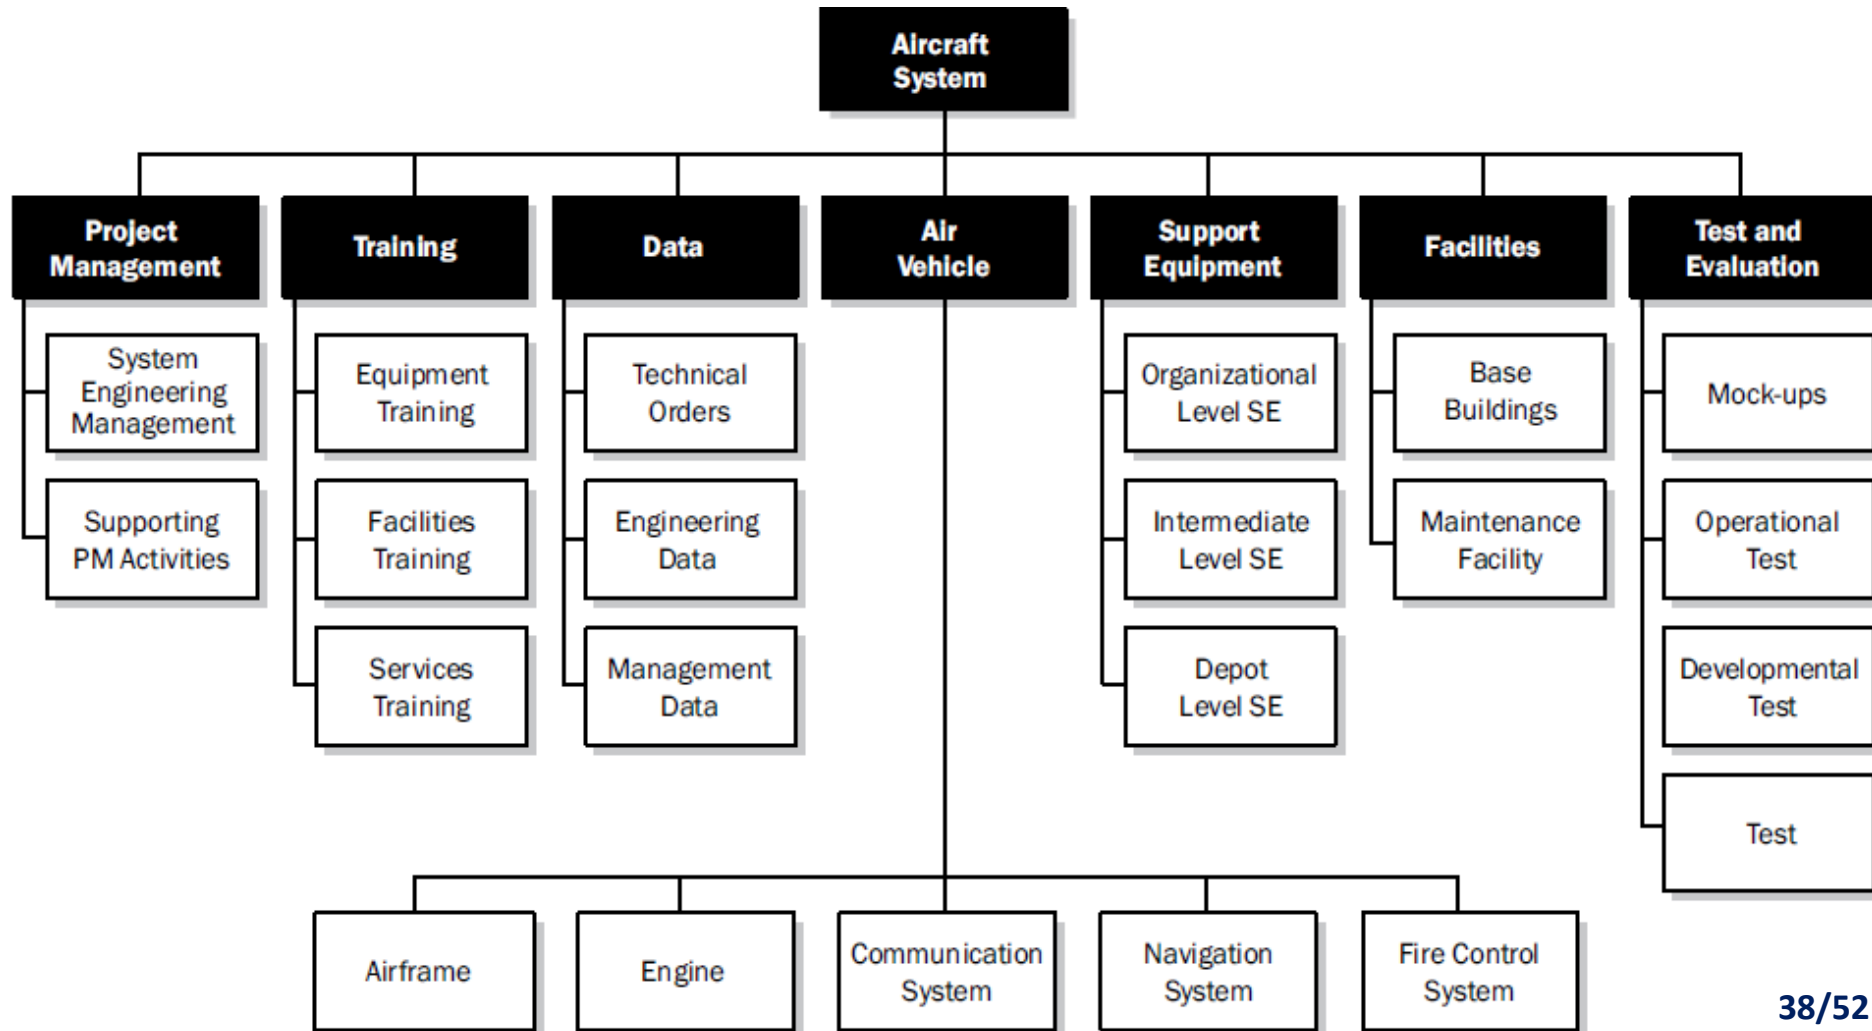 Aircraft
System
Project
Management
Training
Data
Air
Vehicle
Support
Equipment
Facilities
Test and
Evaluation
System
Engineering
Management
Supporting
PM Activities
Equipment
Training
Facilities
Training
Services
Training
Technical
Orders
Engineering
Data
Management
Data
Organizational
Level SE
Intermediate
Level SE
Depot
Level SE
Base
Buildings
Maintenance
Facility
Mock-ups
Operational
Test
Developmental
Test
Test
Airframe
Engine
Communication
System
Navigation
System
Fire Control
System
38/52